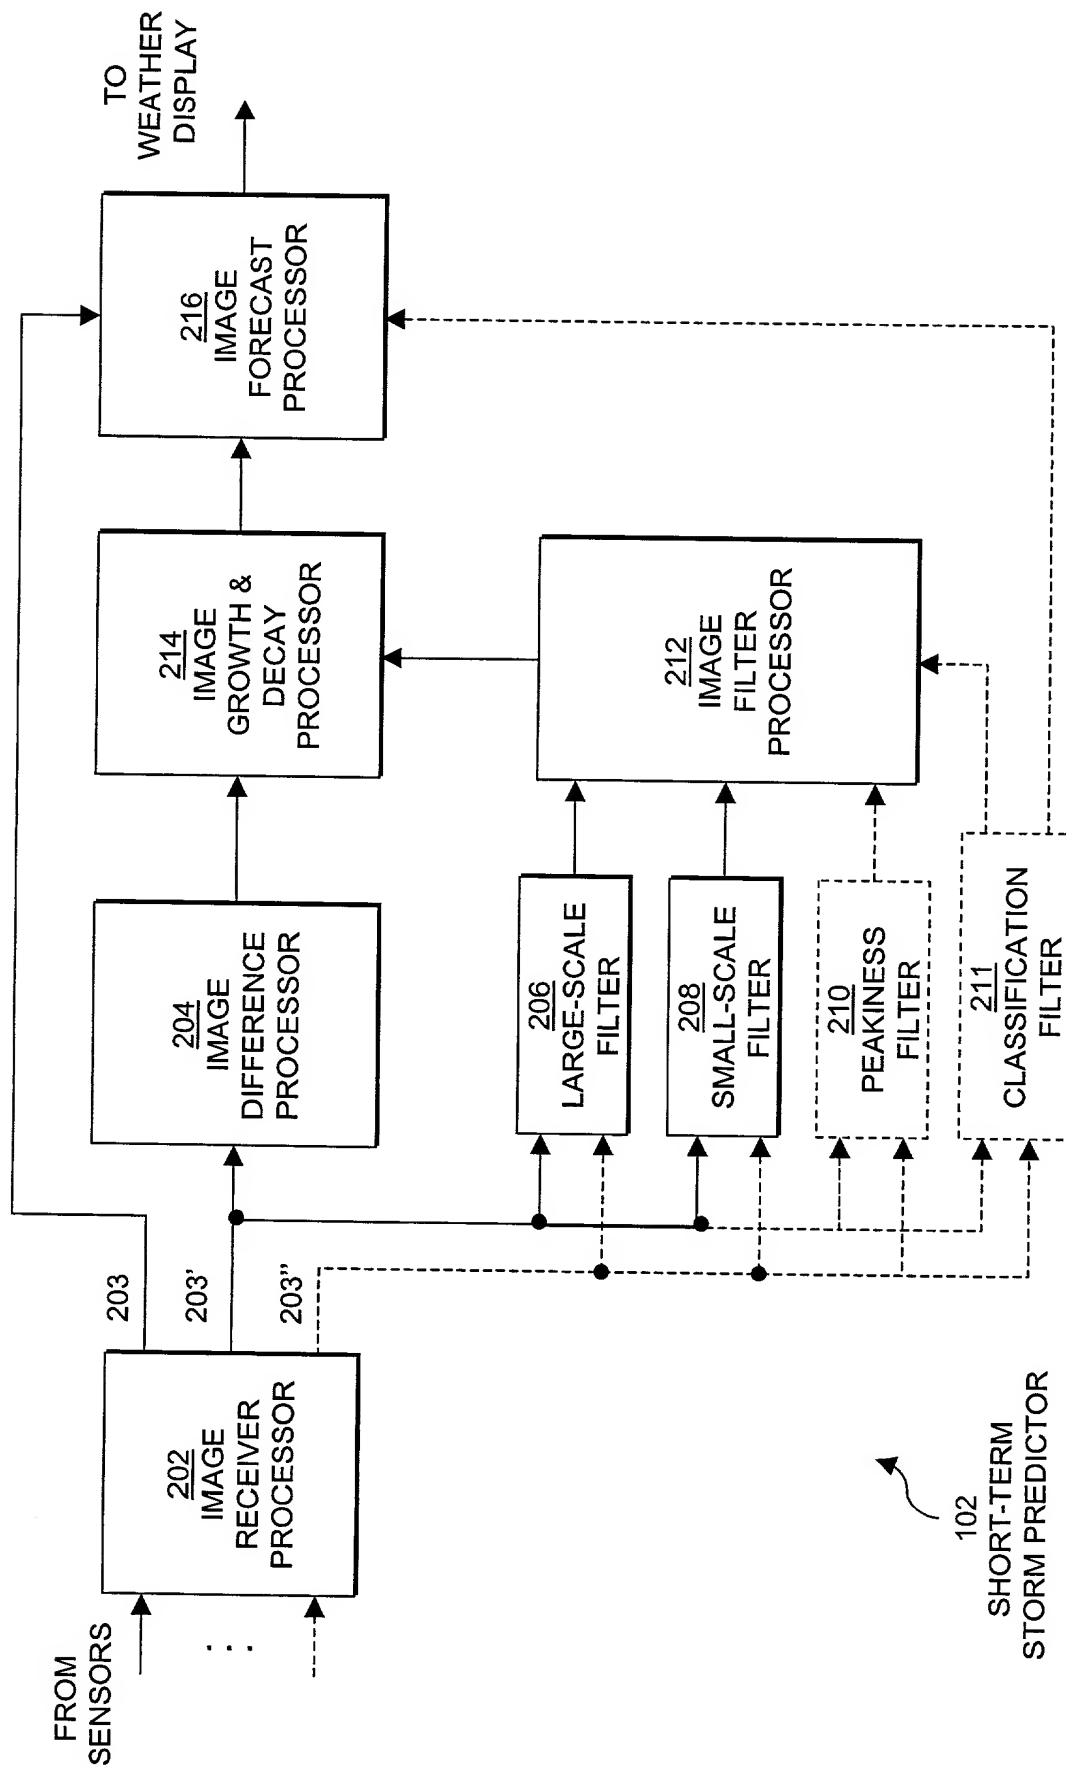 FROM
SENSORS
. . .
202
IMAGE
RECEIVER
PROCESSOR
203
203'
203"
204
IMAGE
DIFFERENCE
PROCESSOR
214
IMAGE
GROWTH &
DECAY
PROCESSOR
216
IMAGE
FORECAST
PROCESSOR
TO
WEATHER
DISPLAY
206
LARGE-SCALE
FILTER
208
SMALL-SCALE
FILTER
210
PEAKINESS
FILTER
211
CLASSIFICATION
FILTER
212
IMAGE
FILTER
PROCESSOR
102
SHORT-TERM
STORM PREDICTOR